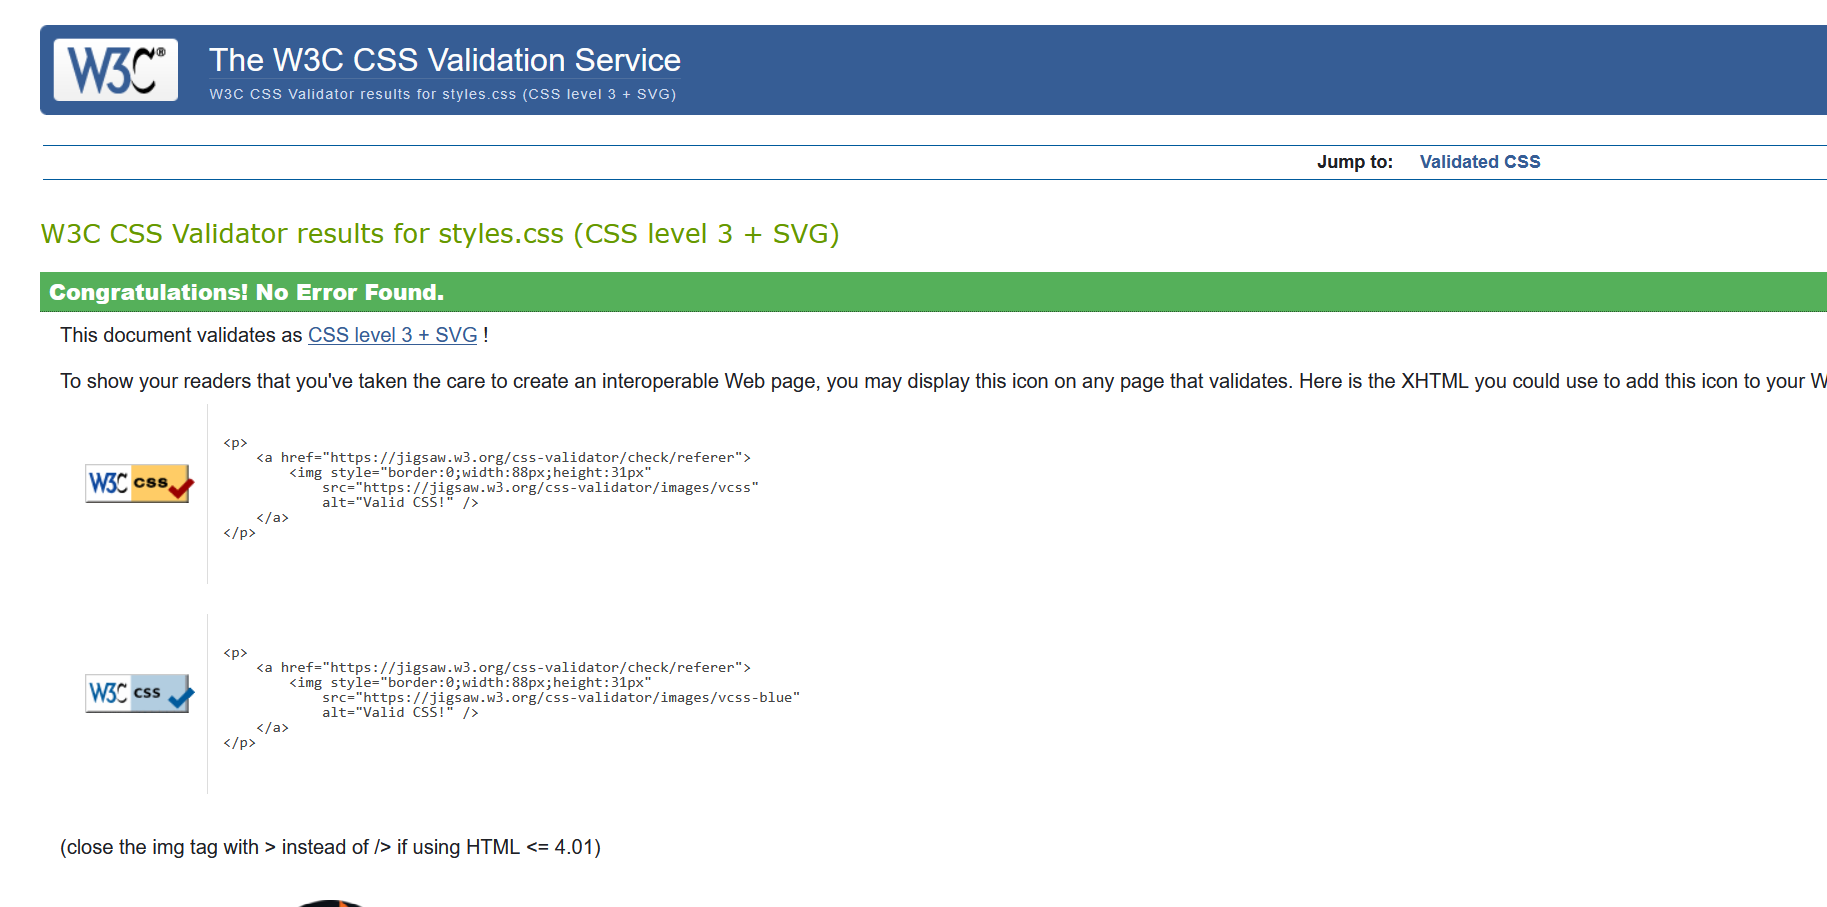 W3C®
The W3C CSS Validation Service
W3C CSS Validator results for styles.css (CSS level 3 + SVG)
Jump to: Validated CSS
W3C CSS Validator results for styles.css (CSS level 3 + SVG)
Congratulations! No Error Found.
This document validates as CSS level 3 + SVG !
To show your readers that you've taken the care to create an interoperable Web page, you may display this icon on any page that validates. Here is the XHTML you could use to add this icon to your W
W3C css
<p>
    <a href="https://jigsaw.w3.org/css-validator/check/referer">
        <img style="border:0;width:88px;height:31px"
            src="https://jigsaw.w3.org/css-validator/images/vcss"
            alt="Valid CSS!" />
    </a>
</p>
W3C css
<p>
    <a href="https://jigsaw.w3.org/css-validator/check/referer">
        <img style="border:0;width:88px;height:31px"
            src="https://jigsaw.w3.org/css-validator/images/vcss-blue"
            alt="Valid CSS!" />
    </a>
</p>
(close the img tag with > instead of /> if using HTML <= 4.01)